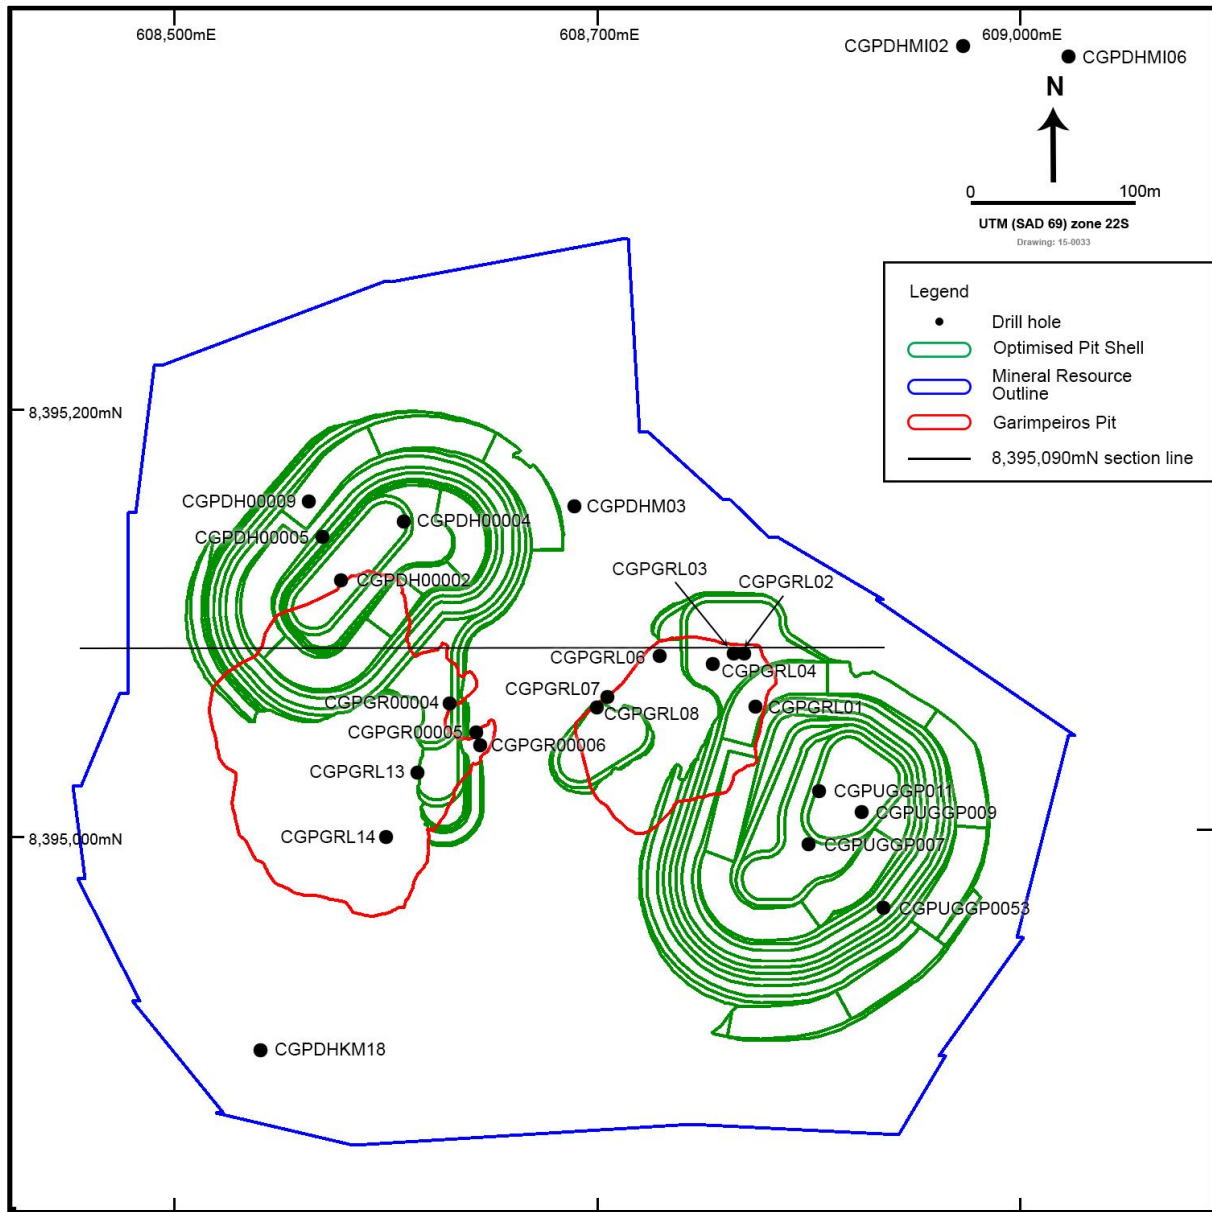 608,500mE
608,700mE
609,000mE
CGPDHMI02
CGPDHMI06
N
0
100m
UTM (SAD 69) zone 22S
Drawing: 15-0033
Legend
Drill hole
Optimised Pit Shell
Mineral Resource
Outline
Garimpeiros Pit
8,395,090mN section line
8,395,200mN
CGPDH00009
CGPDHM03
CGPDH00004
CGPDH00005
CGPDH00002
CGPGRL03
CGPGRL02
CGPGRL06
CGPGRL04
CGPGRL07
CGPGR00004
CGPGRL08
CGPGRL01
CGPGR00005
CGPGR00006
CGPGRL13
CGPUGGP011
CGPUGGP009
8,395,000mN
CGPGRL14
CGPUGGP007
CGPUGGP0053
CGPDHKM18